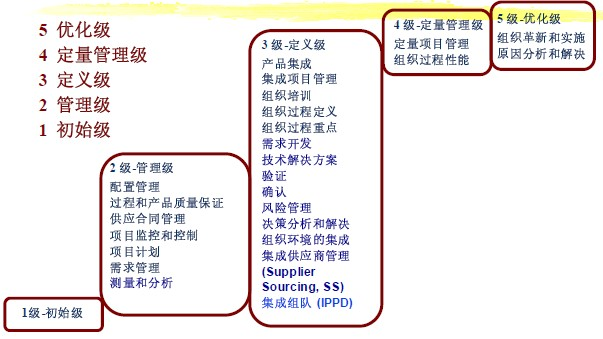 5 优化级
4 定量管理级
3 定义级
2 管理级
1 初始级
1级-初始级
2 级-管理级
配置管理
过程和产品质量保证
供应合同管理
项目监控和控制
项目计划
需求管理
测量和分析
3 级-定义级
产品集成
集成项目管理
组织培训
组织过程定义
组织过程重点
需求开发
技术解决方案
验证
确认
风险管理
决策分析和解决
组织环境的集成
集成供应商管理
(Supplier
Sourcing, SS)
集成组队 (IPPD)
4 级-定量管理级
定量项目管理
组织过程性能
5 级-优化级
组织革新和实施
原因分析和解决